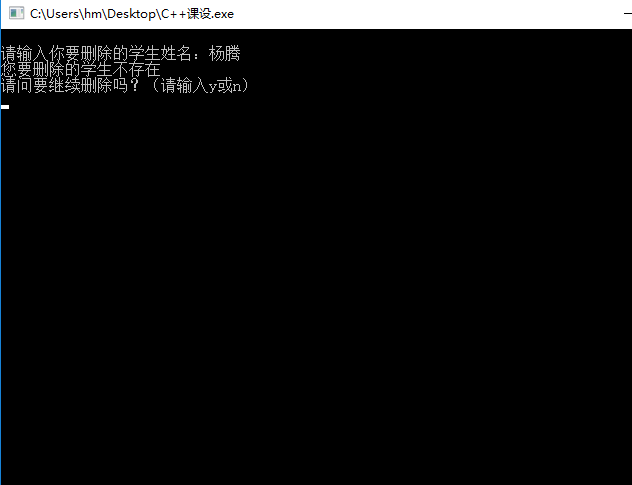 C:\Users\hm\Desktop\C++课设.exe
请输入你要删除的学生姓名：杨腾
您要删除的学生不存在
请问要继续删除吗？（请输入y或n）